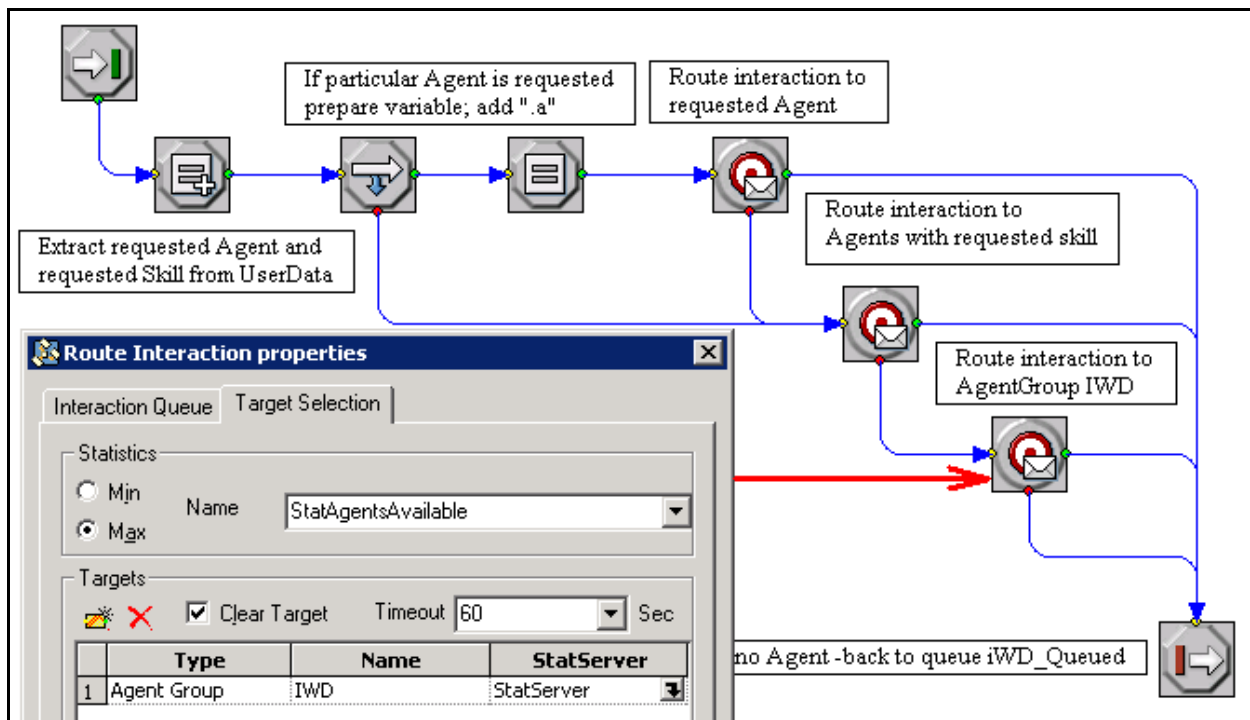 If particular Agent is requested
prepare variable; add ".a"
Route interaction to
requested Agent
Extract requested Agent and
requested Skill from UserData
Route interaction to
Agents with requested skill
Route interaction to
AgentGroup IWD
Route Interaction properties
Interaction Queue Target Selection
Statistics
Min
Max
Name StatAgentsAvailable
Targets
Clear Target Timeout 60 Sec
Type Name StatServer
1 Agent Group IWD StatServer
no Agent -back to queue iWD_Queued